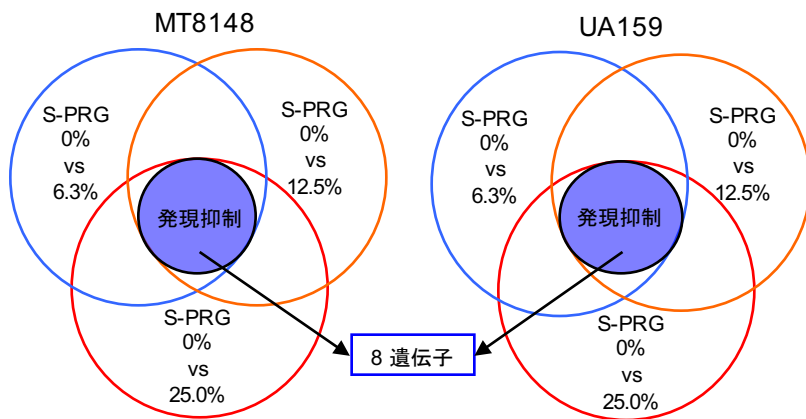 MT8148
S-PRG
0%
vs
6.3%
S-PRG
0%
vs
12.5%
発現抑制
S-PRG
0%
vs
25.0%
UA159
S-PRG
0%
vs
6.3%
S-PRG
0%
vs
12.5%
発現抑制
S-PRG
0%
vs
25.0%
8 遺伝子